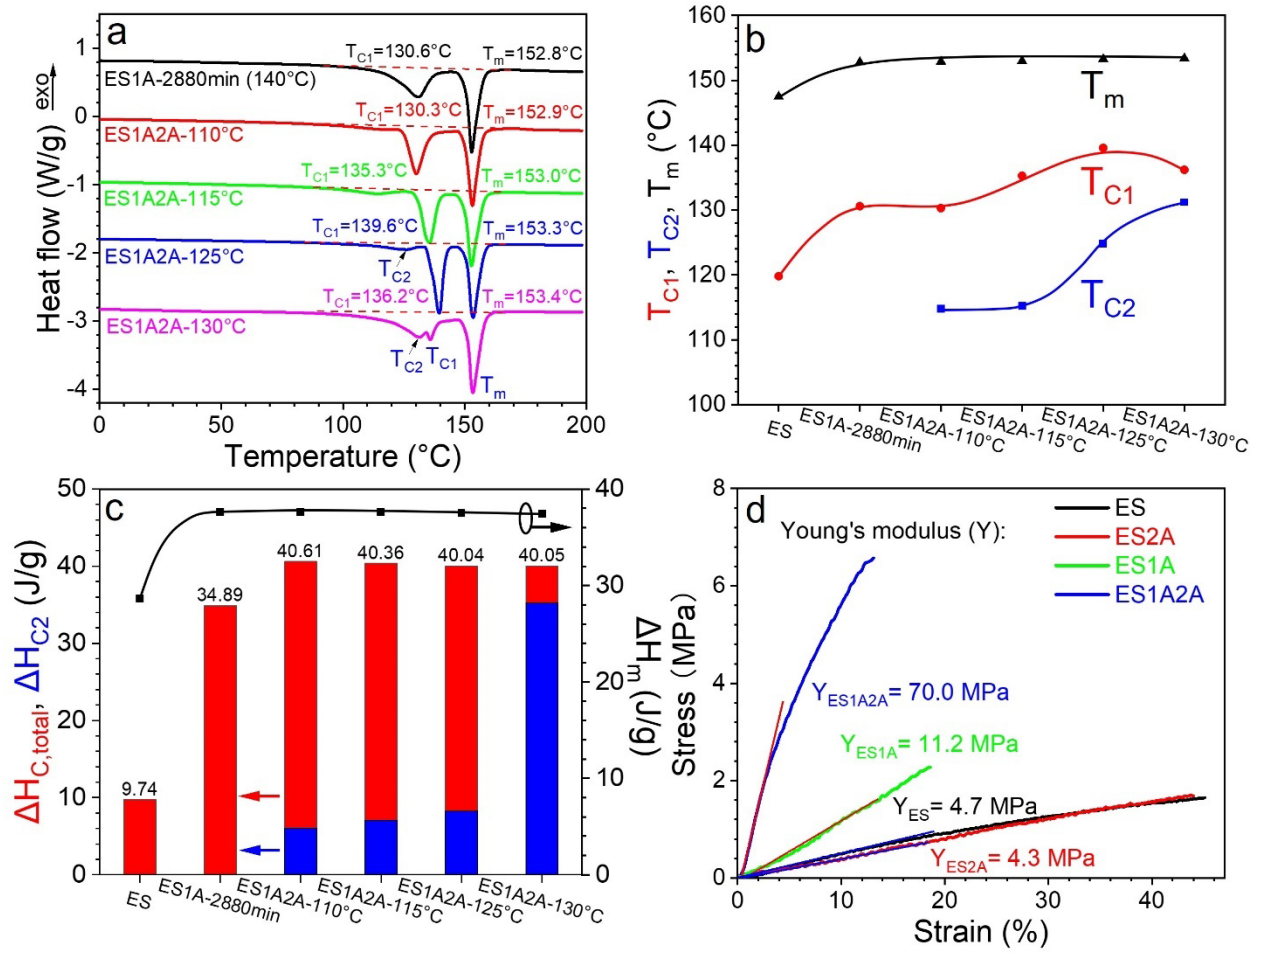 a
T_C1=130.6°C
T_m=152.8°C
ES1A-2880min (140°C)
T_C1=130.3°C
T_m=152.9°C
ES1A2A-110°C
T_C1=135.3°C
T_m=153.0°C
ES1A2A-115°C
T_C1=139.6°C
T_m=153.3°C
ES1A2A-125°C
T_C2
T_C1=136.2°C
T_m=153.4°C
ES1A2A-130°C
T_C2 T_C1
T_m
1
0
-1
-2
-3
-4
Heat flow (W/g) exo
0 50 100 150 200
Temperature (°C)
b
160
150
140
130
120
110
100
T_C1, T_C2, T_m (°C)
T_m
T_C1
T_C2
ES
ES1A-2880min
ES1A2A-110°C
ES1A2A-115°C
ES1A2A-125°C
ES1A2A-130°C
c
50
40
30
20
10
0
ΔH_C,total, ΔH_C2 (J/g)
9.74
34.89
40.61
40.36
40.04
40.05
40
30
20
10
0
ΔH_m (J/g)
ES
ES1A-2880min
ES1A2A-110°C
ES1A2A-115°C
ES1A2A-125°C
ES1A2A-130°C
d
8
6
4
2
0
Stress (MPa)
Young's modulus (Y):
ES
ES2A
ES1A
ES1A2A
Y_ES1A2A= 70.0 MPa
Y_ES1A= 11.2 MPa
Y_ES= 4.7 MPa
Y_ES2A= 4.3 MPa
0 10 20 30 40
Strain (%)